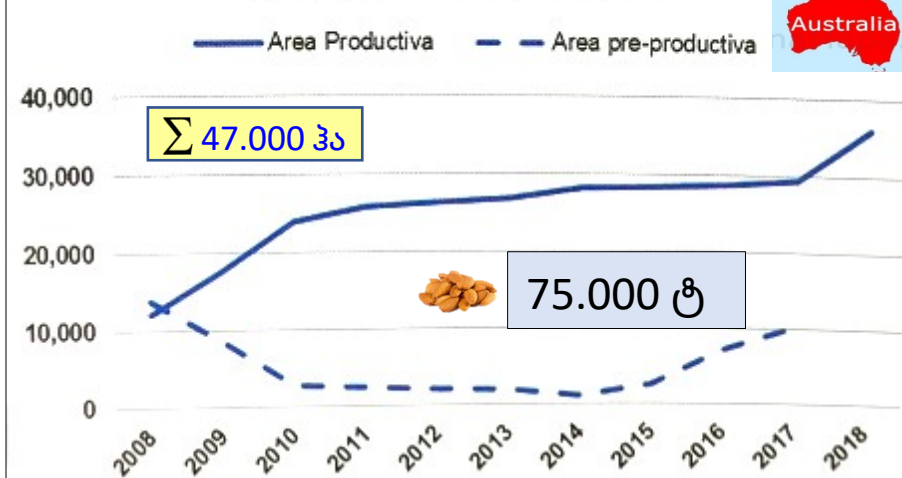 Area Productiva Area pre-productiva
Australia
40,000
∑ 47.000 ჰა
30,000
20,000
75.000 ტ
10,000
0
2008 2009 2010 2011 2012 2013 2014 2015 2016 2017 2018